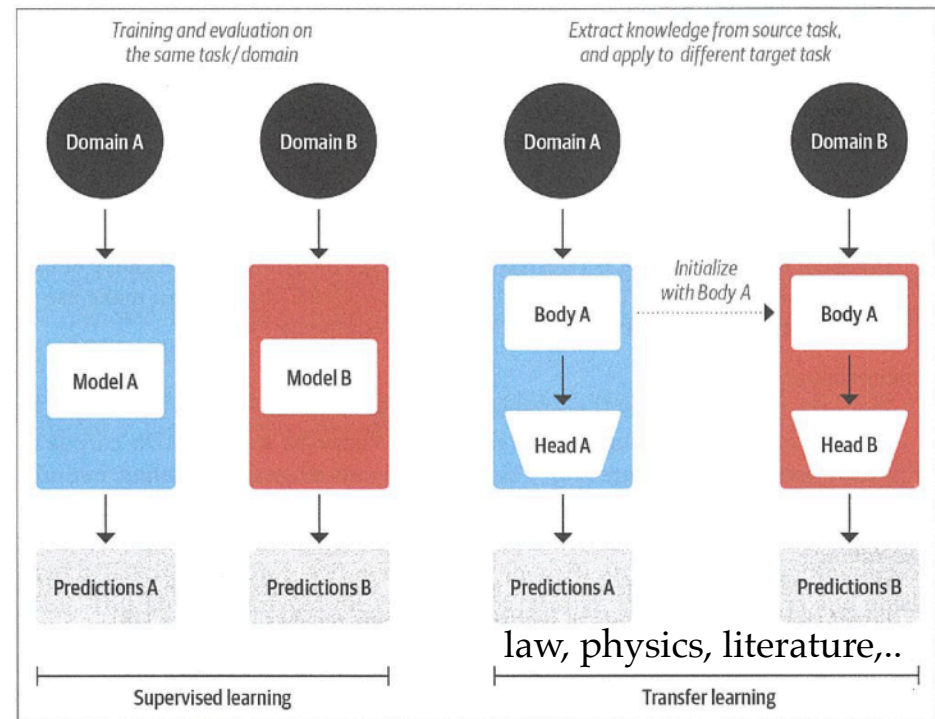 Training and evaluation on
the same task/domain
Extract knowledge from source task,
and apply to different target task
Domain A
Domain B
Domain A
Domain B
Initialize
with Body A
Body A
Body A
Model A
Model B
Head A
Head B
Predictions A
Predictions B
Predictions A
Predictions B
law, physics, literature,..
Supervised learning
Transfer learning